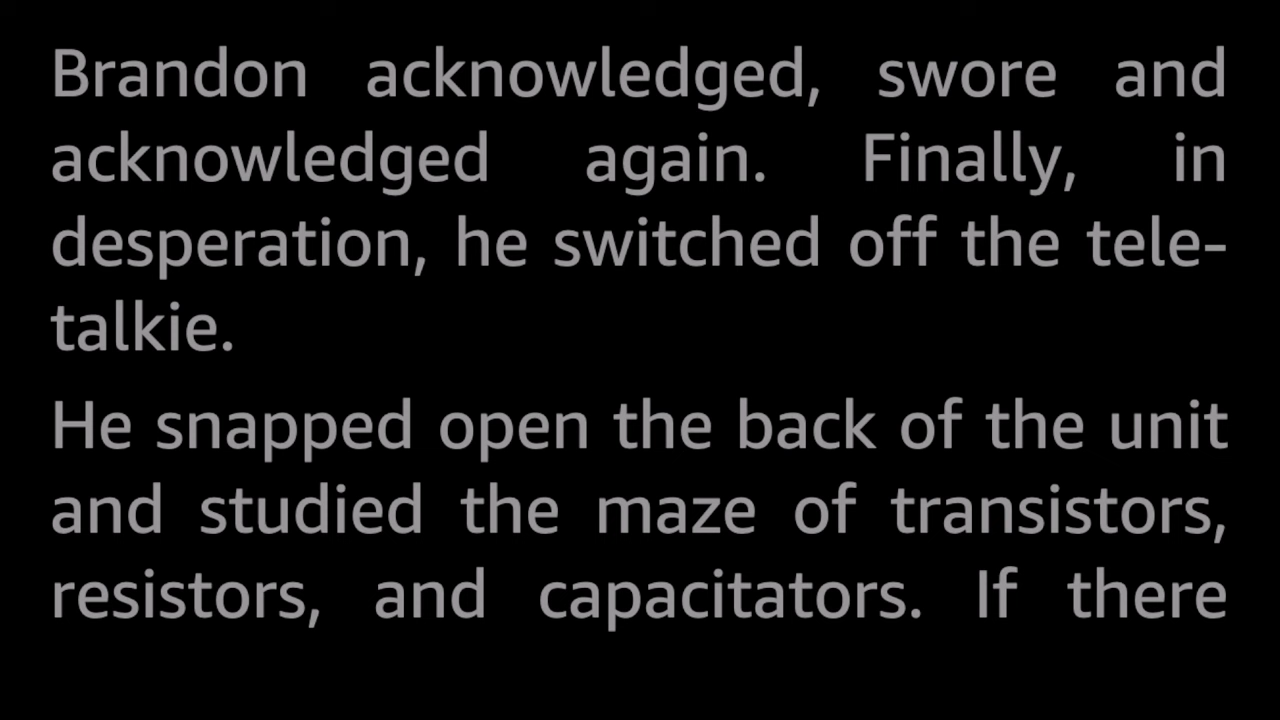 Brandon acknowledged, swore and
acknowledged again. Finally, in
desperation, he switched off the tele-
talkie.
He snapped open the back of the unit
and studied the maze of transistors,
resistors, and capacitators. If there